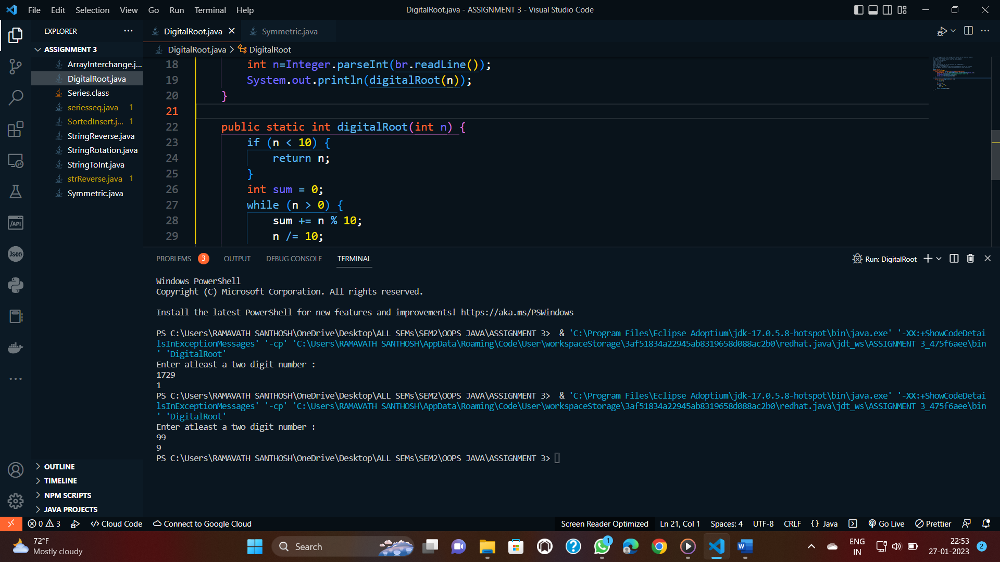 File Edit Selection View Go Run Terminal Help
DigitalRoot.java - ASSIGNMENT 3 - Visual Studio Code
EXPLORER
ASSIGNMENT 3
ArrayInterchange.j...
DigitalRoot.java
Series.class
seriesseq.java 1
SortedInsert.j... 1
StringReverse.java
StringRotation.java
StringToInt.java
strReverse.java 1
Symmetric.java
OUTLINE
TIMELINE
NPM SCRIPTS
JAVA PROJECTS
DigitalRoot.java Symmetric.java
DigitalRoot.java > DigitalRoot
18 int n=Integer.parseInt(br.readLine());
19 System.out.println(digitalRoot(n));
20 }
21
22 public static int digitalRoot(int n) {
23 if (n < 10) {
24 return n;
25 }
26 int sum = 0;
27 while (n > 0) {
28 sum += n % 10;
29 n /= 10;
PROBLEMS 3 OUTPUT DEBUG CONSOLE TERMINAL
Run: DigitalRoot
Windows PowerShell
Copyright (C) Microsoft Corporation. All rights reserved.
Install the latest PowerShell for new features and improvements! https://aka.ms/PSWindows
PS C:\Users\RAMAVATH SANTHOSH\OneDrive\Desktop\ALL SEMs\SEM2\OOPS JAVA\ASSIGNMENT 3> & 'C:\Program Files\Eclipse Adoptium\jdk-17.0.5.8-hotspot\bin\java.exe' '-XX:+ShowCodeDetai
lsInExceptionMessages' '-cp' 'C:\Users\RAMAVATH SANTHOSH\AppData\Roaming\Code\User\workspaceStorage\3af51834a22945ab8319658d088ac2b0\redhat.java\jdt_ws\ASSIGNMENT 3_475f6aee\bin
' 'DigitalRoot'
Enter atleast a two digit number :
1729
1
PS C:\Users\RAMAVATH SANTHOSH\OneDrive\Desktop\ALL SEMs\SEM2\OOPS JAVA\ASSIGNMENT 3> & 'C:\Program Files\Eclipse Adoptium\jdk-17.0.5.8-hotspot\bin\java.exe' '-XX:+ShowCodeDetai
lsInExceptionMessages' '-cp' 'C:\Users\RAMAVATH SANTHOSH\AppData\Roaming\Code\User\workspaceStorage\3af51834a22945ab8319658d088ac2b0\redhat.java\jdt_ws\ASSIGNMENT 3_475f6aee\bin
' 'DigitalRoot'
Enter atleast a two digit number :
99
9
PS C:\Users\RAMAVATH SANTHOSH\OneDrive\Desktop\ALL SEMs\SEM2\OOPS JAVA\ASSIGNMENT 3>
0 3 Cloud Code Connect to Google Cloud
Screen Reader Optimized Ln 21, Col 1 Spaces: 4 UTF-8 CRLF {} Java Go Live Prettier
72°F
Mostly cloudy
Search
1
ENG
IN
22:53
27-01-2023
2